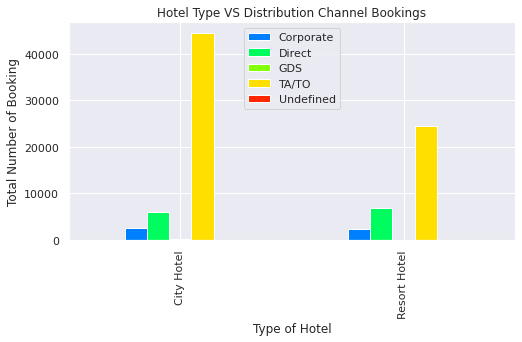 Hotel Type VS Distribution Channel Bookings
Corporate
Direct
GDS
TA/TO
Undefined
Total Number of Booking
40000
30000
20000
10000
0
City Hotel
Resort Hotel
Type of Hotel